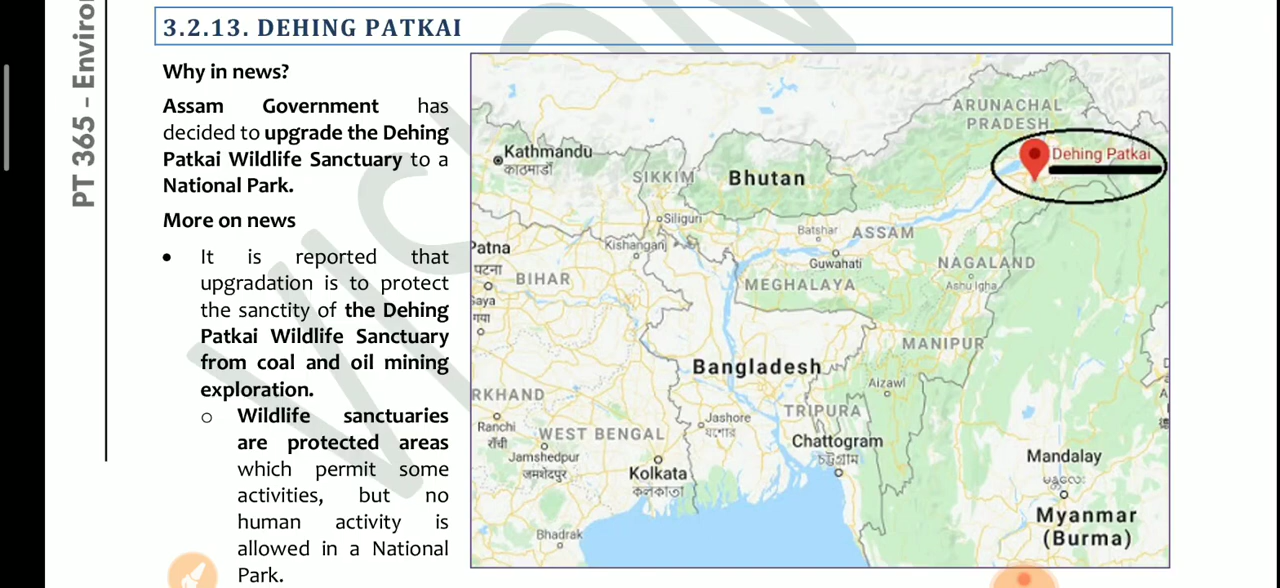 PT 365 - Enviro
3.2.13. DEHING PATKAI
Why in news?
Assam Government has
decided to upgrade the Dehing
Patkai Wildlife Sanctuary to a
National Park.
More on news
• It is reported that
upgradation is to protect
the sanctity of the Dehing
Patkai Wildlife Sanctuary
from coal and oil mining
exploration.
o Wildlife sanctuaries
are protected areas
which permit some
activities, but no
human activity is
allowed in a National
Park.
ARUNACHAL
PRADESH
Dehing Patkai
Kathmandu
काठमाडौँ
SIKKIM
Bhutan
Siliguri
Batshar
ASSAM
Kishanganj
Patna
पटना
Guwahati
NAGALAND
BIHAR
MEGHALAYA
Ashu Igha
Gaya
गया
MANIPUR
Bangladesh
Aizawl
RKHAND
Jashore
যশোর
TRIPURA
Ranchi
राँची
WEST BENGAL
Chattogram
চট্টগ্রাম
Jamshedpur
जमशेदपुर
Kolkata
কলকাতা
Mandalay
မန္တလေး
Myanmar
(Burma)
Bhadrak